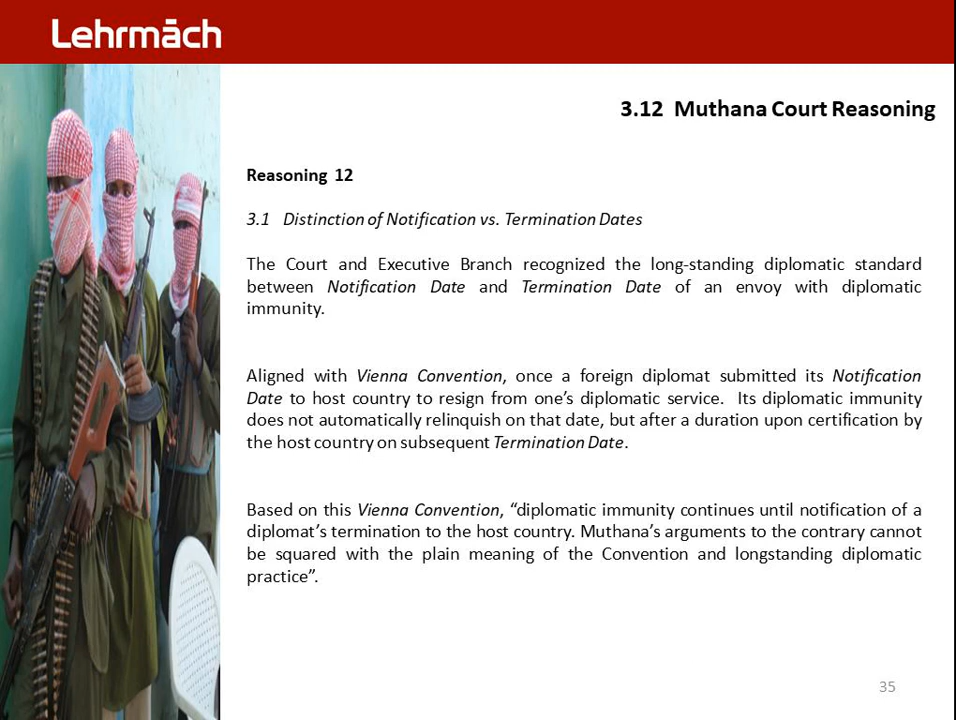 Lehrmāch
3.12 Muthana Court Reasoning
Reasoning 12
3.1 Distinction of Notification vs. Termination Dates
The Court and Executive Branch recognized the long-standing diplomatic standard
between Notification Date and Termination Date of an envoy with diplomatic
immunity.
Aligned with Vienna Convention, once a foreign diplomat submitted its Notification
Date to host country to resign from one’s diplomatic service. Its diplomatic immunity
does not automatically relinquish on that date, but after a duration upon certification by
the host country on subsequent Termination Date.
Based on this Vienna Convention, “diplomatic immunity continues until notification of a
diplomat’s termination to the host country. Muthana’s arguments to the contrary cannot
be squared with the plain meaning of the Convention and longstanding diplomatic
practice”.
35